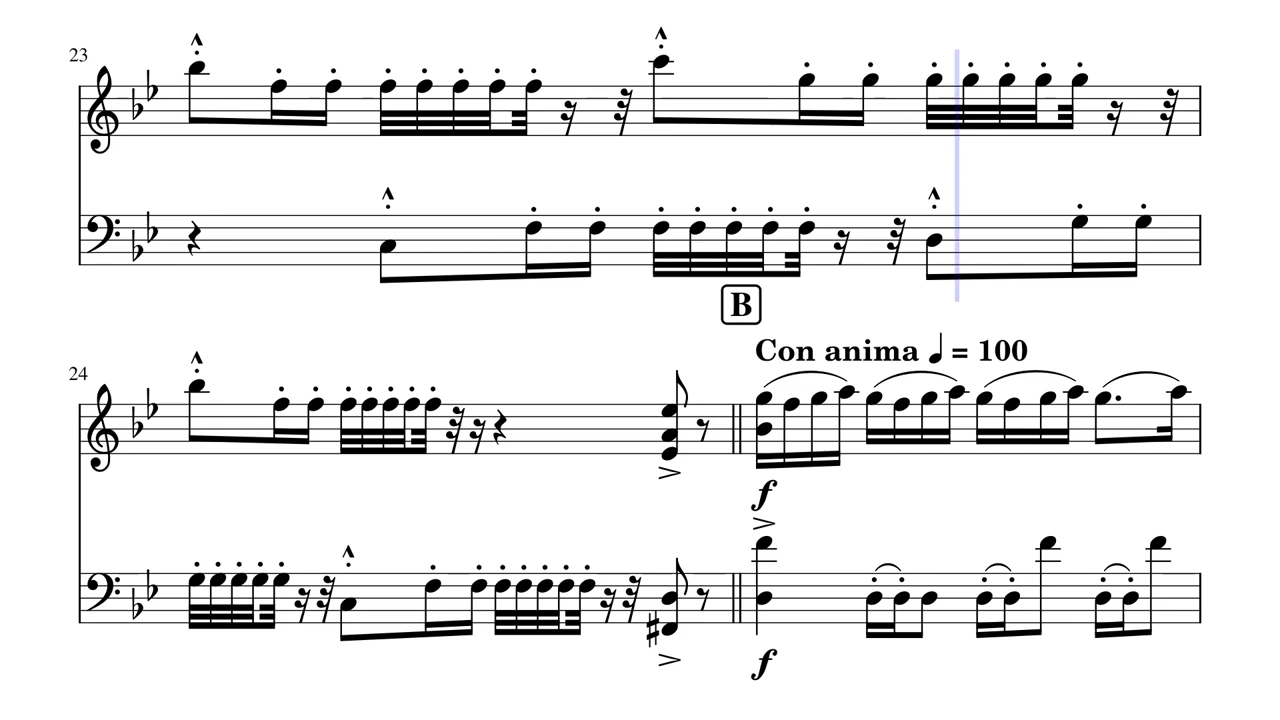 23
B
24
Con anima ♩ = 100
f
f